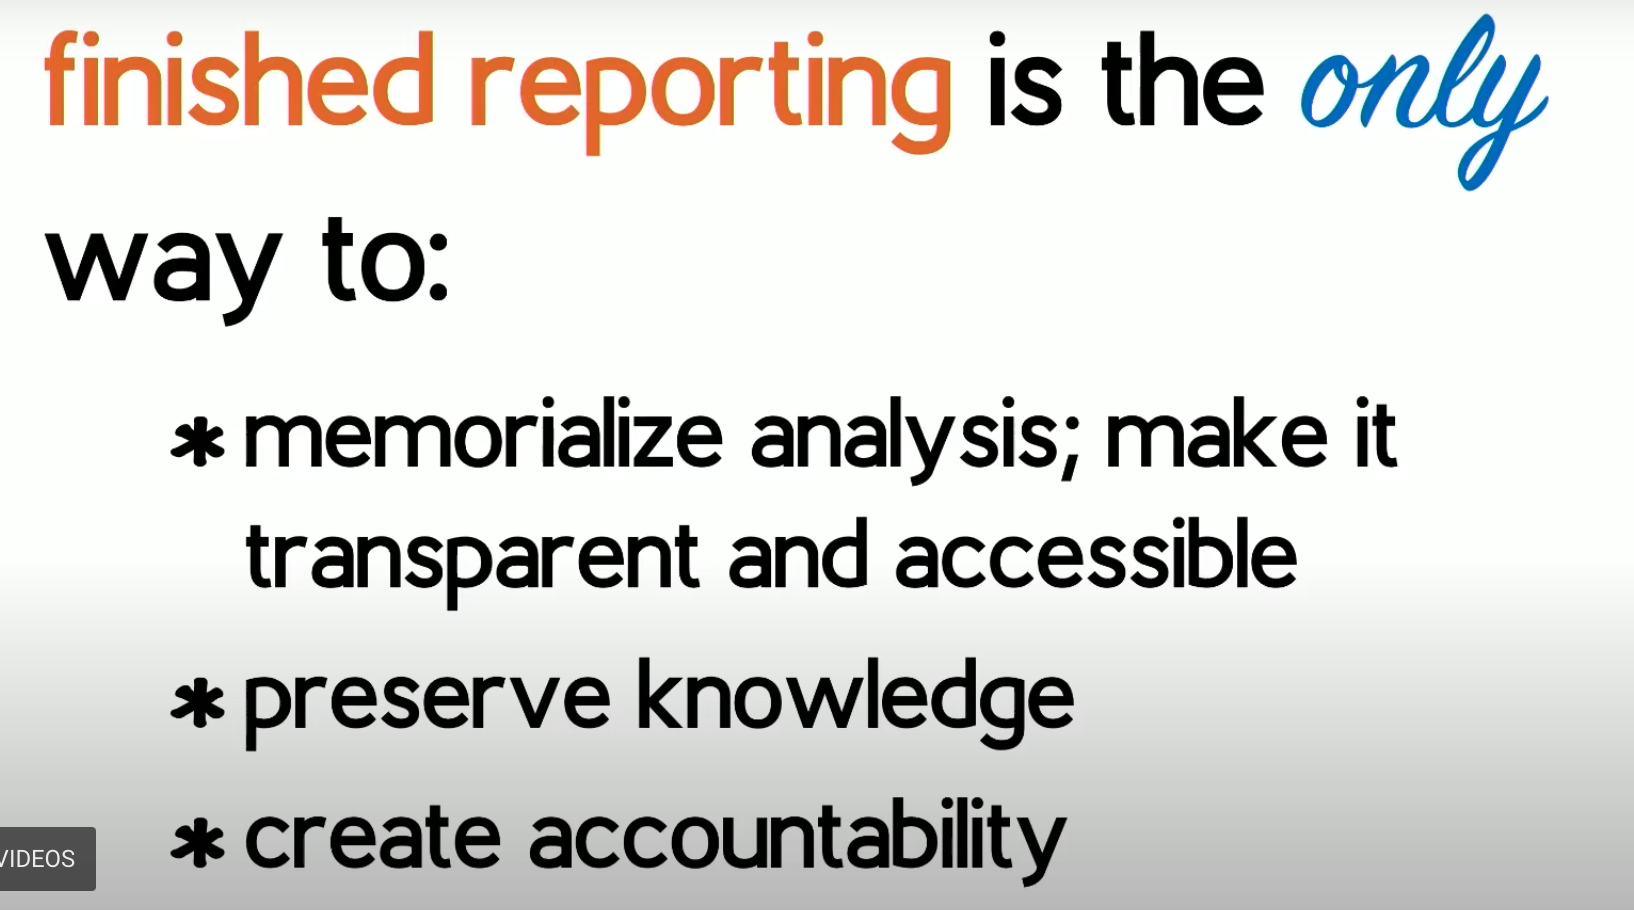 finished reporting is the only
way to:
* memorialize analysis; make it
transparent and accessible
* preserve knowledge
* create accountability
VIDEOS